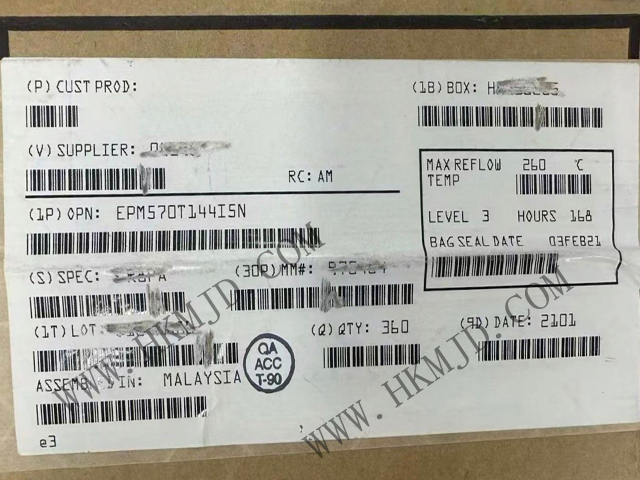 (P) CUST PROD:
(1B) BOX:
(V) SUPPLIER:
RC: AM
MAX REFLOW TEMP 260 °C
LEVEL 3 HOURS 168
BAG SEAL DATE 03FEB21
(1P) OPN: EPM570T144I5N
(S) SPEC:
(30P) MM#:
(1T) LOT:
(Q) QTY: 360
(9D) DATE: 2101
QA
ACC
T-90
IN: MALAYSIA
e3
WWW.HKMJD.COM
WWW.HKMJD.COM